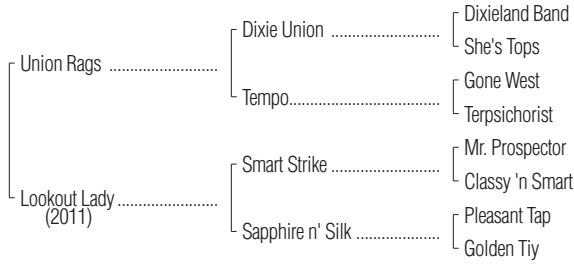 Dixieland Band
Dixie Union ........................
She's Tops
Union Rags ........................
Gone West
Tempo.................................
Terpsichorist
Mr. Prospector
Smart Strike ........................
Classy 'n Smart
Lookout Lady ......................
(2011)
Pleasant Tap
Sapphire n' Silk ..................
Golden Tiy